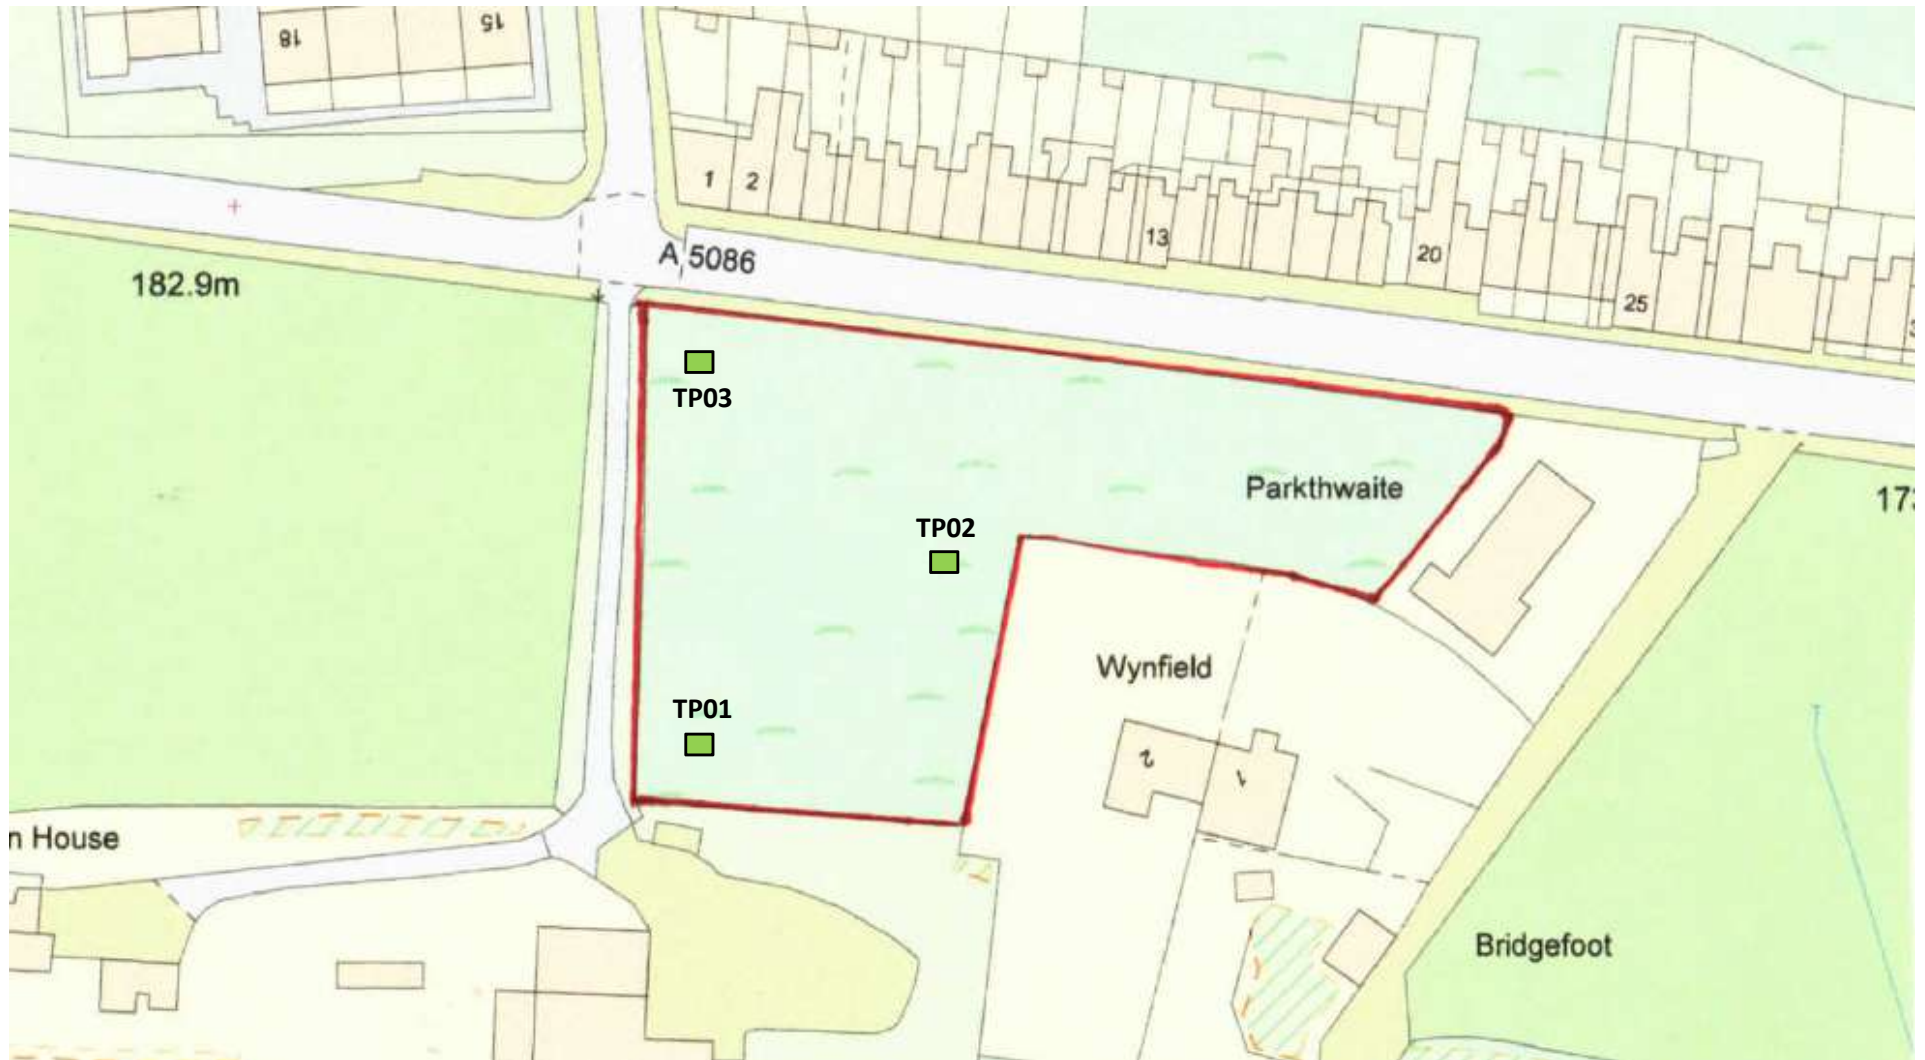 18
15
1
2
13
A 5086
20
182.9m
25
TP03
Parkthwaite
TP02
Wynfield
TP01
2
1
n House
Bridgefoot